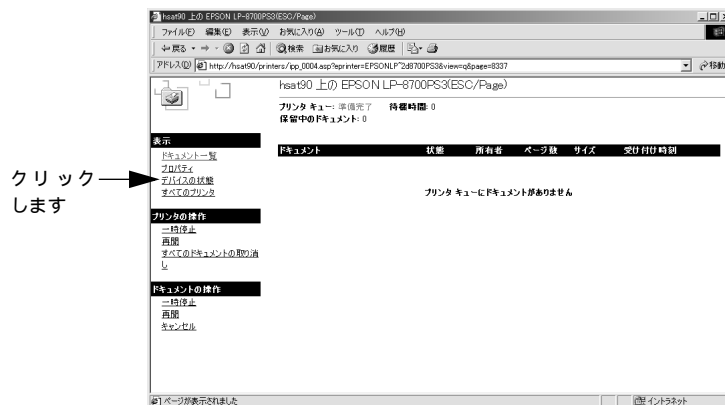 hsat90 上の EPSON LP-8700PS3(ESC/Page)
ファイル(F) 編集(E) 表示(V) お気に入り(A) ツール(T) ヘルプ(H)
戻る 検索 お気に入り 履歴
アドレス(D) http://hsat90/printers/ipp_0004.asp?eprinter=EPSONLP~2d8700PS3&view=q&page=8337 移動
hsat90 上の EPSON LP-8700PS3(ESC/Page)
プリンタ キュー: 準備完了 待機時間: 0
保留中のドキュメント: 0
表示
ドキュメント一覧
プロパティ
デバイスの状態
すべてのプリンタ
クリックします
ドキュメント 状態 所有者 ページ数 サイズ 受け付け時刻
プリンタ キューにドキュメントがありません
プリンタの操作
一時停止
再開
すべてのドキュメントの取り消
し
ドキュメントの操作
一時停止
再開
キャンセル
ページが表示されました イントラネット